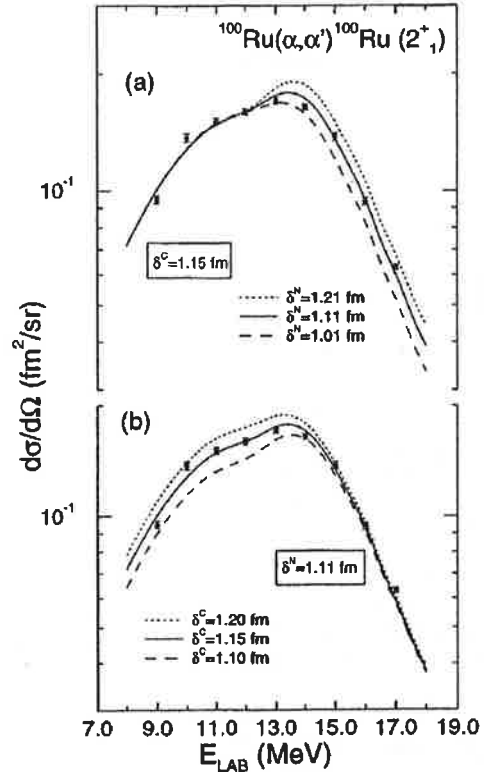 ¹⁰⁰Ru(α,α')¹⁰⁰Ru (2⁺₁)
(a)
10⁻¹
δᶜ=1.15 fm
δᴺ=1.21 fm
δᴺ=1.11 fm
δᴺ=1.01 fm
dσ/dΩ (fm²/sr)
(b)
10⁻¹
δᴺ=1.11 fm
δᶜ=1.20 fm
δᶜ=1.15 fm
δᶜ=1.10 fm
7.0 9.0 11.0 13.0 15.0 17.0 19.0
E_LAB (MeV)